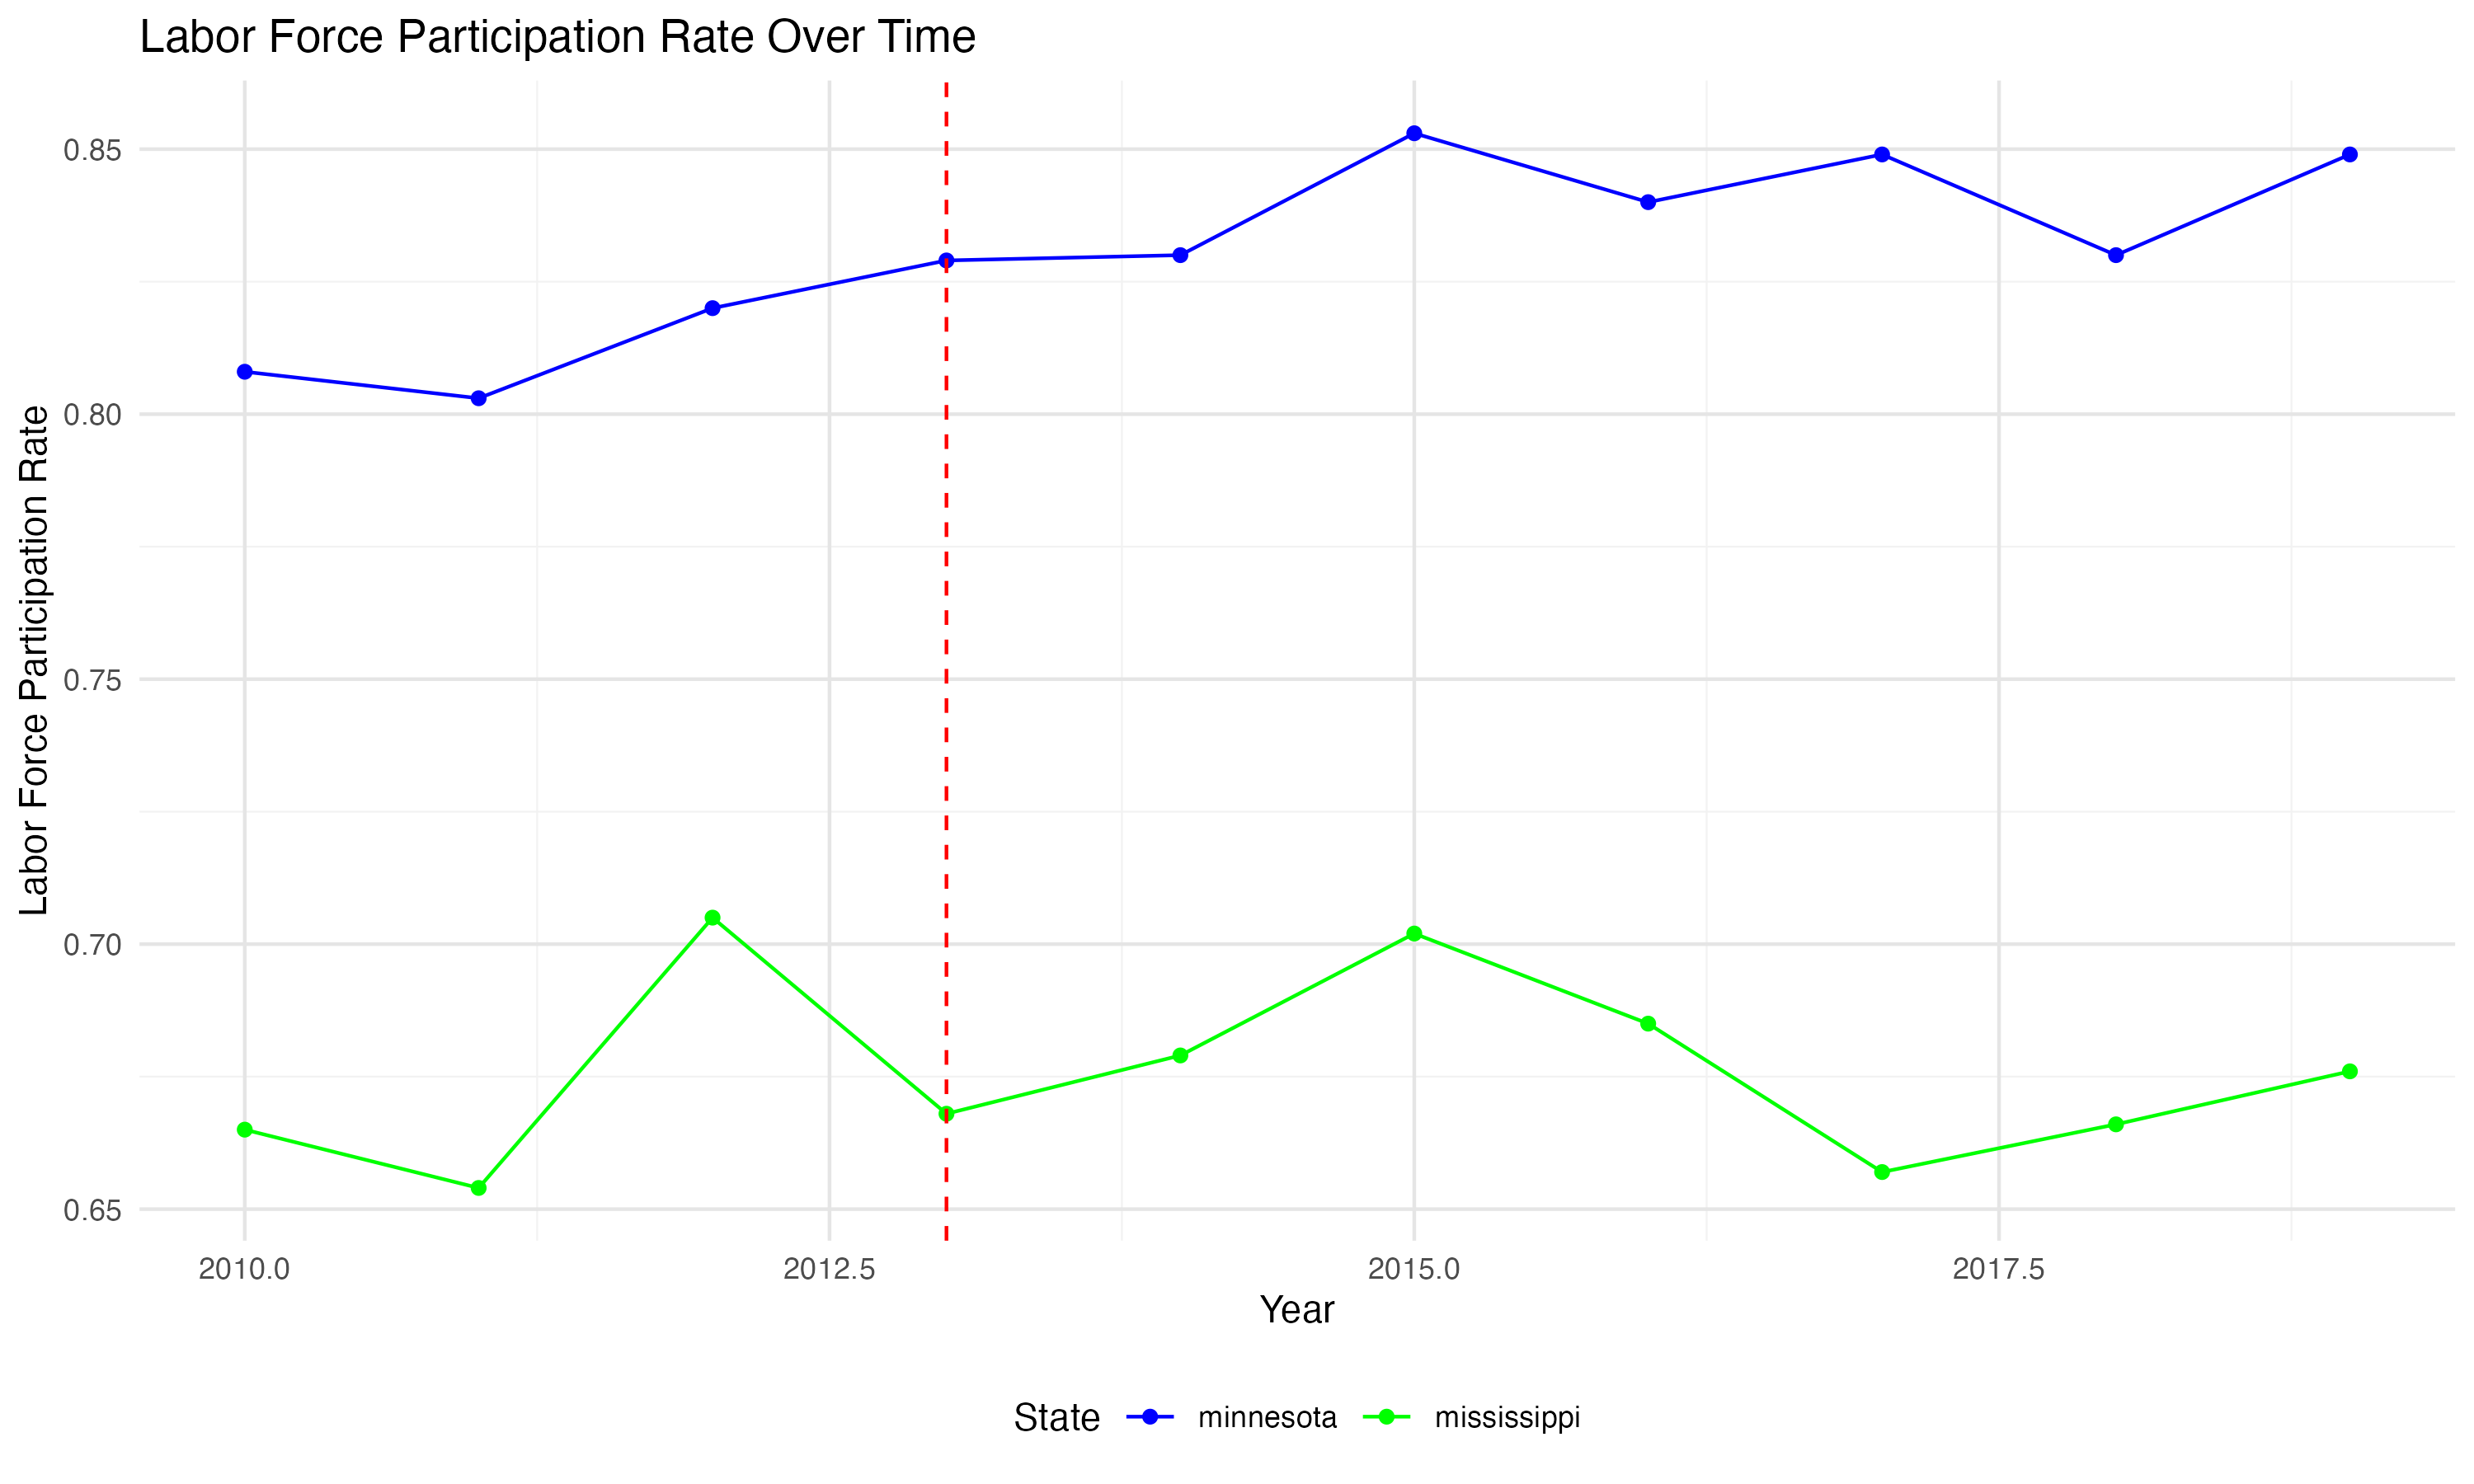 Labor Force Participation Rate Over Time
Labor Force Participation Rate
0.85
0.80
0.75
0.70
0.65
2010.0 2012.5 2015.0 2017.5
Year
State minnesota mississippi